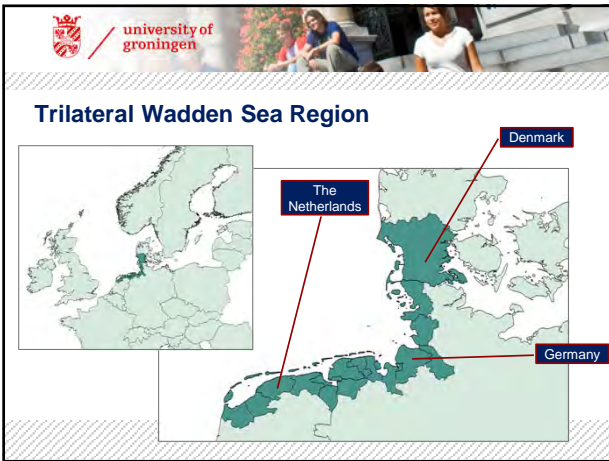 university of
groningen
Trilateral Wadden Sea Region
Denmark
The
Netherlands
Germany